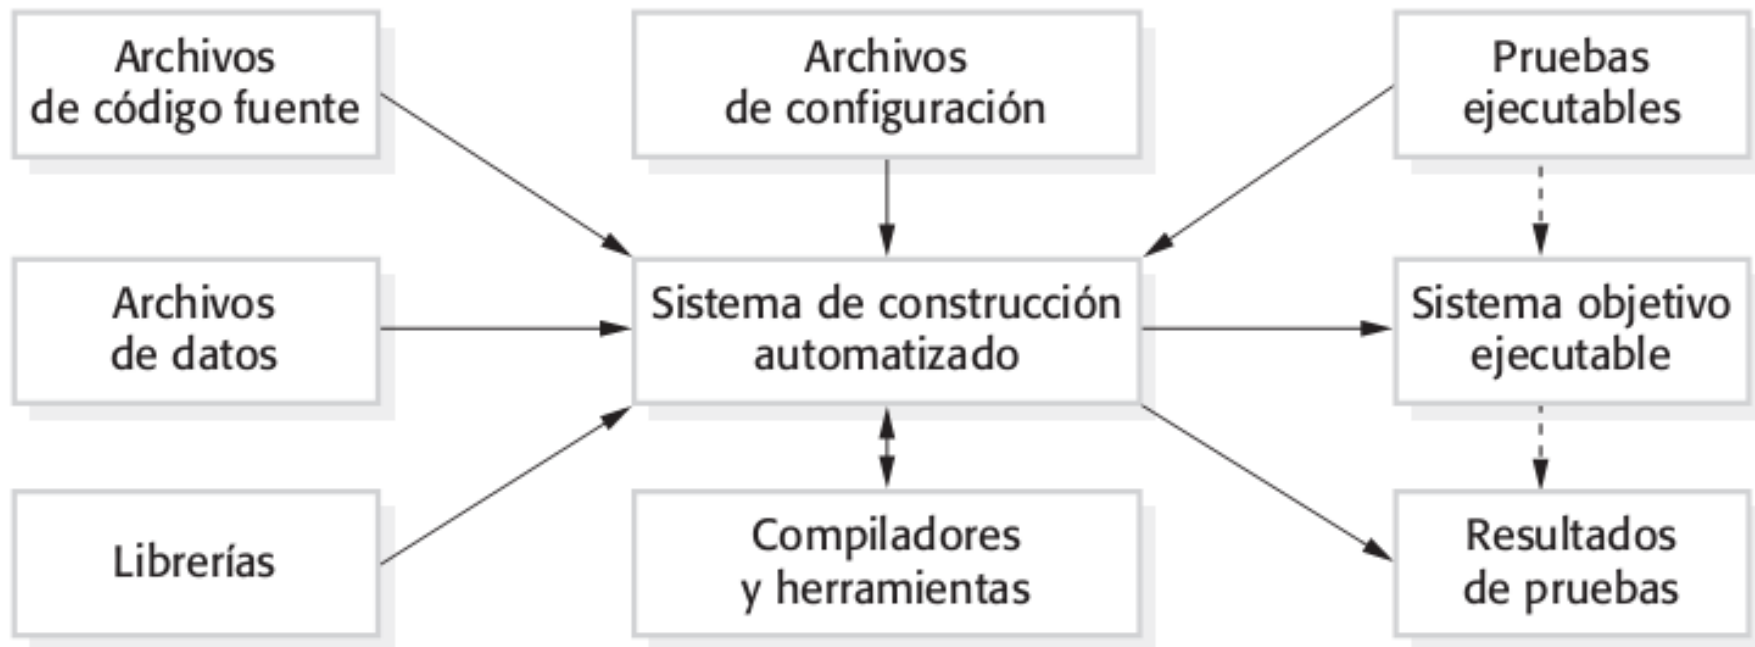 Archivos
de código fuente
Archivos
de configuración
Pruebas
ejecutables
Archivos
de datos
Sistema de construcción
automatizado
Sistema objetivo
ejecutable
Librerías
Compiladores
y herramientas
Resultados
de pruebas